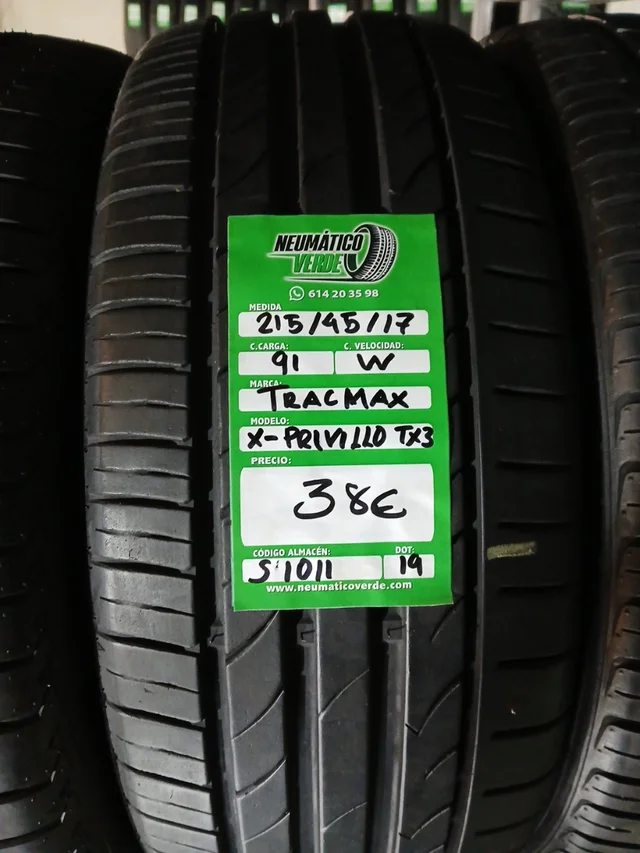 NEUMÁTICO
VERDE
614 20 35 98
MEDIDA
215/45/17
C.CARGA: C. VELOCIDAD:
91 W
MARCA:
TRACMAX
MODELO:
X-PRIVILLO TX3
PRECIO:
38€
CÓDIGO ALMACÉN: DOT:
S1011 19
www.neumaticoverde.com